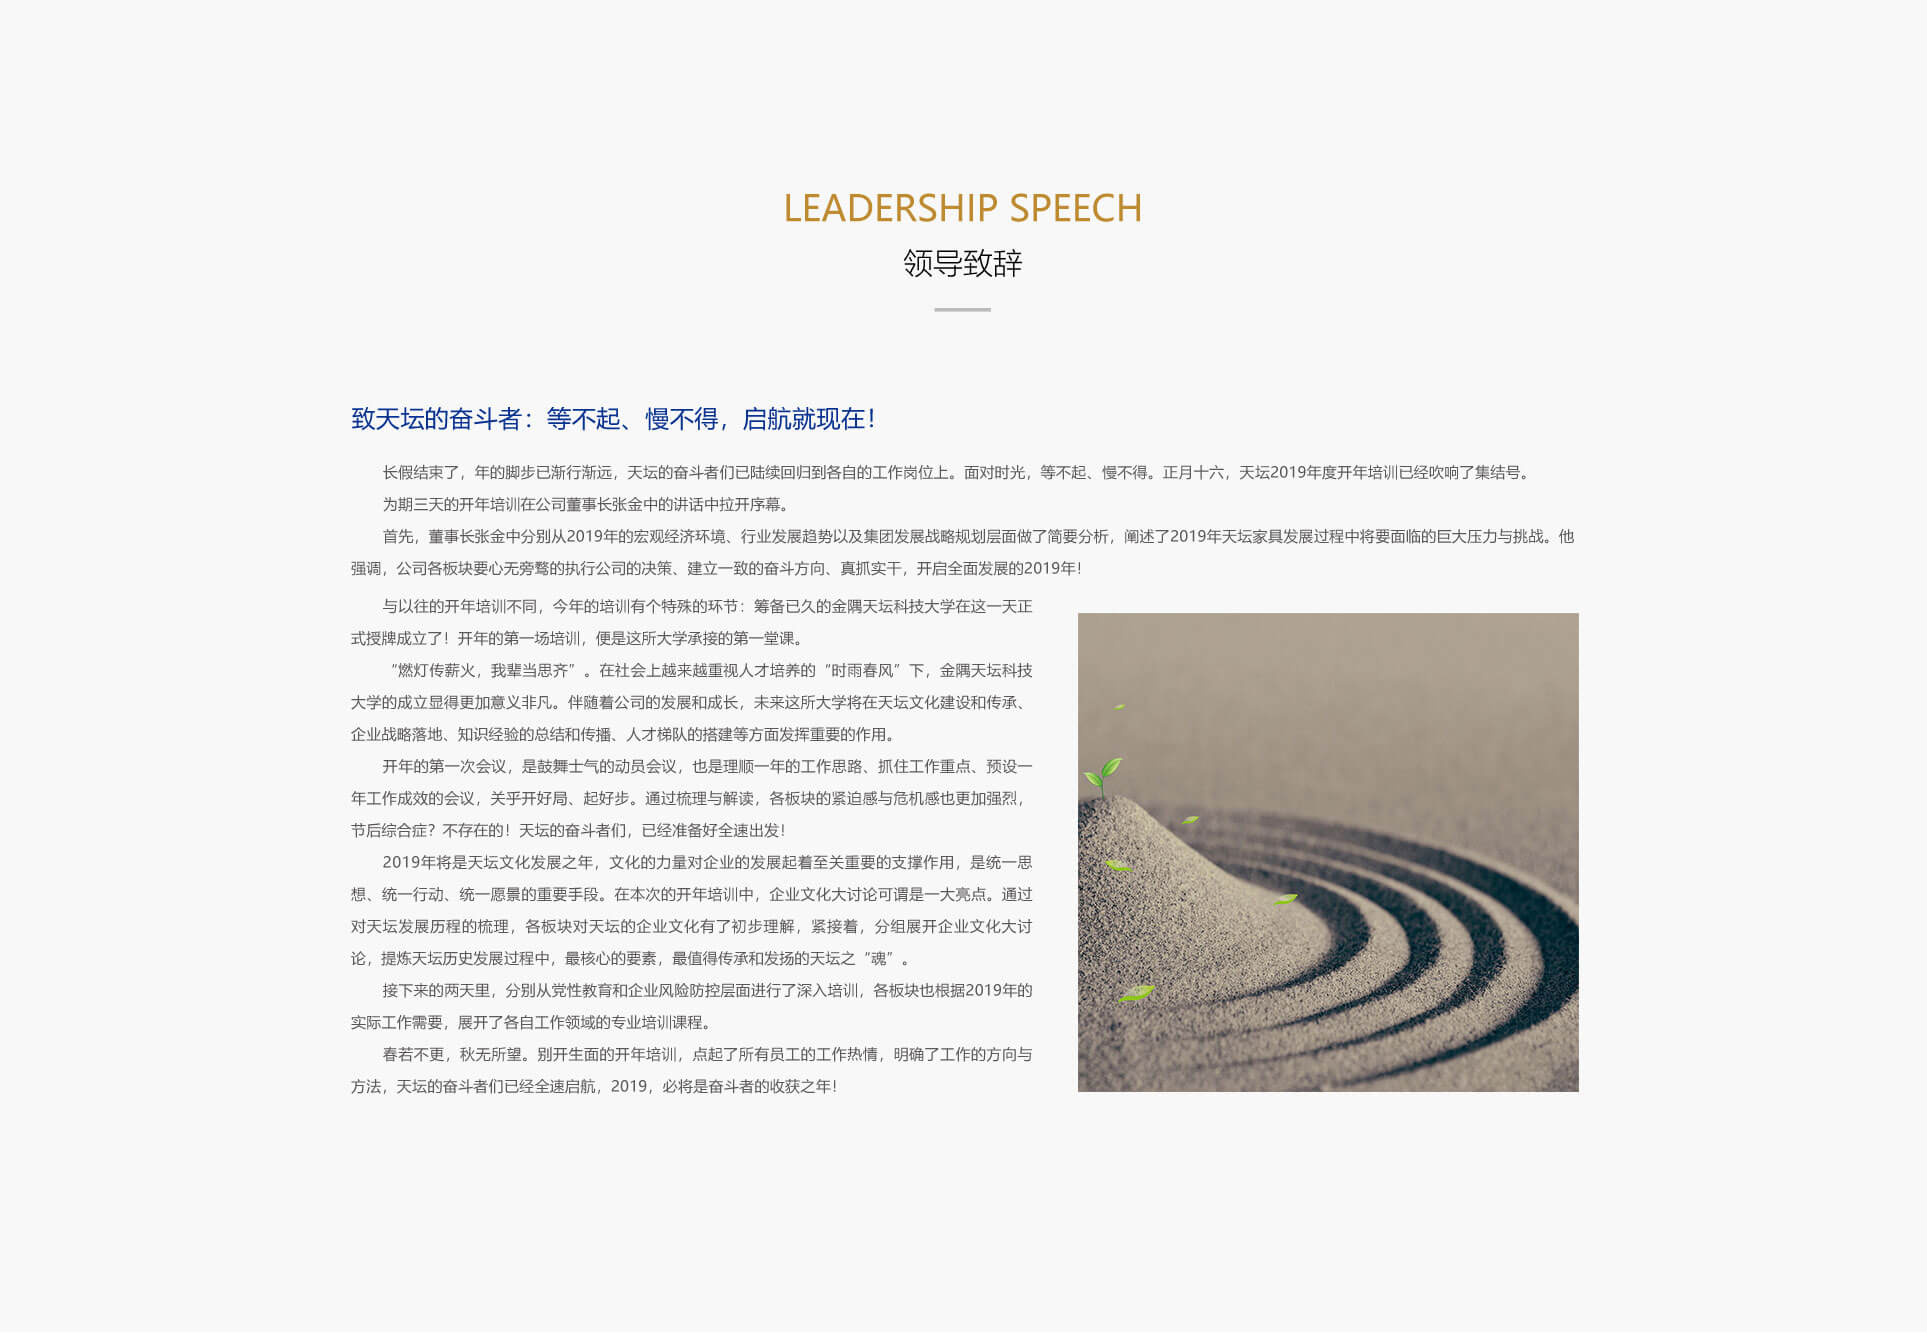 LEADERSHIP SPEECH
领导致辞
致天坛的奋斗者：等不起、慢不得，启航就现在！
长假结束了，年的脚步已渐行渐远，天坛的奋斗者们已陆续回归到各自的工作岗位上。面对时光，等不起、慢不得。正月十六，天坛2019年度开年培训已经吹响了集结号。
为期三天的开年培训在公司董事长张金中的讲话中拉开序幕。
首先，董事长张金中分别从2019年的宏观经济环境、行业发展趋势以及集团发展战略规划层面做了简要分析，阐述了2019年天坛家具发展过程中将要面临的巨大压力与挑战。他
强调，公司各板块要心无旁骛的执行公司的决策、建立一致的奋斗方向、真抓实干，开启全面发展的2019年！
与以往的开年培训不同，今年的培训有个特殊的环节：筹备已久的金隅天坛科技大学在这一天正
式授牌成立了！开年的第一场培训，便是这所大学承接的第一堂课。
“燃灯传薪火，我辈当思齐”。在社会上越来越重视人才培养的“时雨春风”下，金隅天坛科技
大学的成立显得更加意义非凡。伴随着公司的发展和成长，未来这所大学将在天坛文化建设和传承、
企业战略落地、知识经验的总结和传播、人才梯队的搭建等方面发挥重要的作用。
开年的第一次会议，是鼓舞士气的动员会议，也是理顺一年的工作思路、抓住工作重点、预设一
年工作成效的会议，关乎开好局、起好步。通过梳理与解读，各板块的紧迫感与危机感也更加强烈，
节后综合症？不存在的！天坛的奋斗者们，已经准备好全速出发！
2019年将是天坛文化发展之年，文化的力量对企业的发展起着至关重要的支撑作用，是统一思
想、统一行动、统一愿景的重要手段。在本次的开年培训中，企业文化大讨论可谓是一大亮点。通过
对天坛发展历程的梳理，各板块对天坛的企业文化有了初步理解，紧接着，分组展开企业文化大讨
论，提炼天坛历史发展过程中，最核心的要素，最值得传承和发扬的天坛之“魂”。
接下来的两天里，分别从党性教育和企业风险防控层面进行了深入培训，各板块也根据2019年的
实际工作需要，展开了各自工作领域的专业培训课程。
春若不更，秋无所望。别开生面的开年培训，点起了所有员工的工作热情，明确了工作的方向与
方法，天坛的奋斗者们已经全速启航，2019，必将是奋斗者的收获之年！